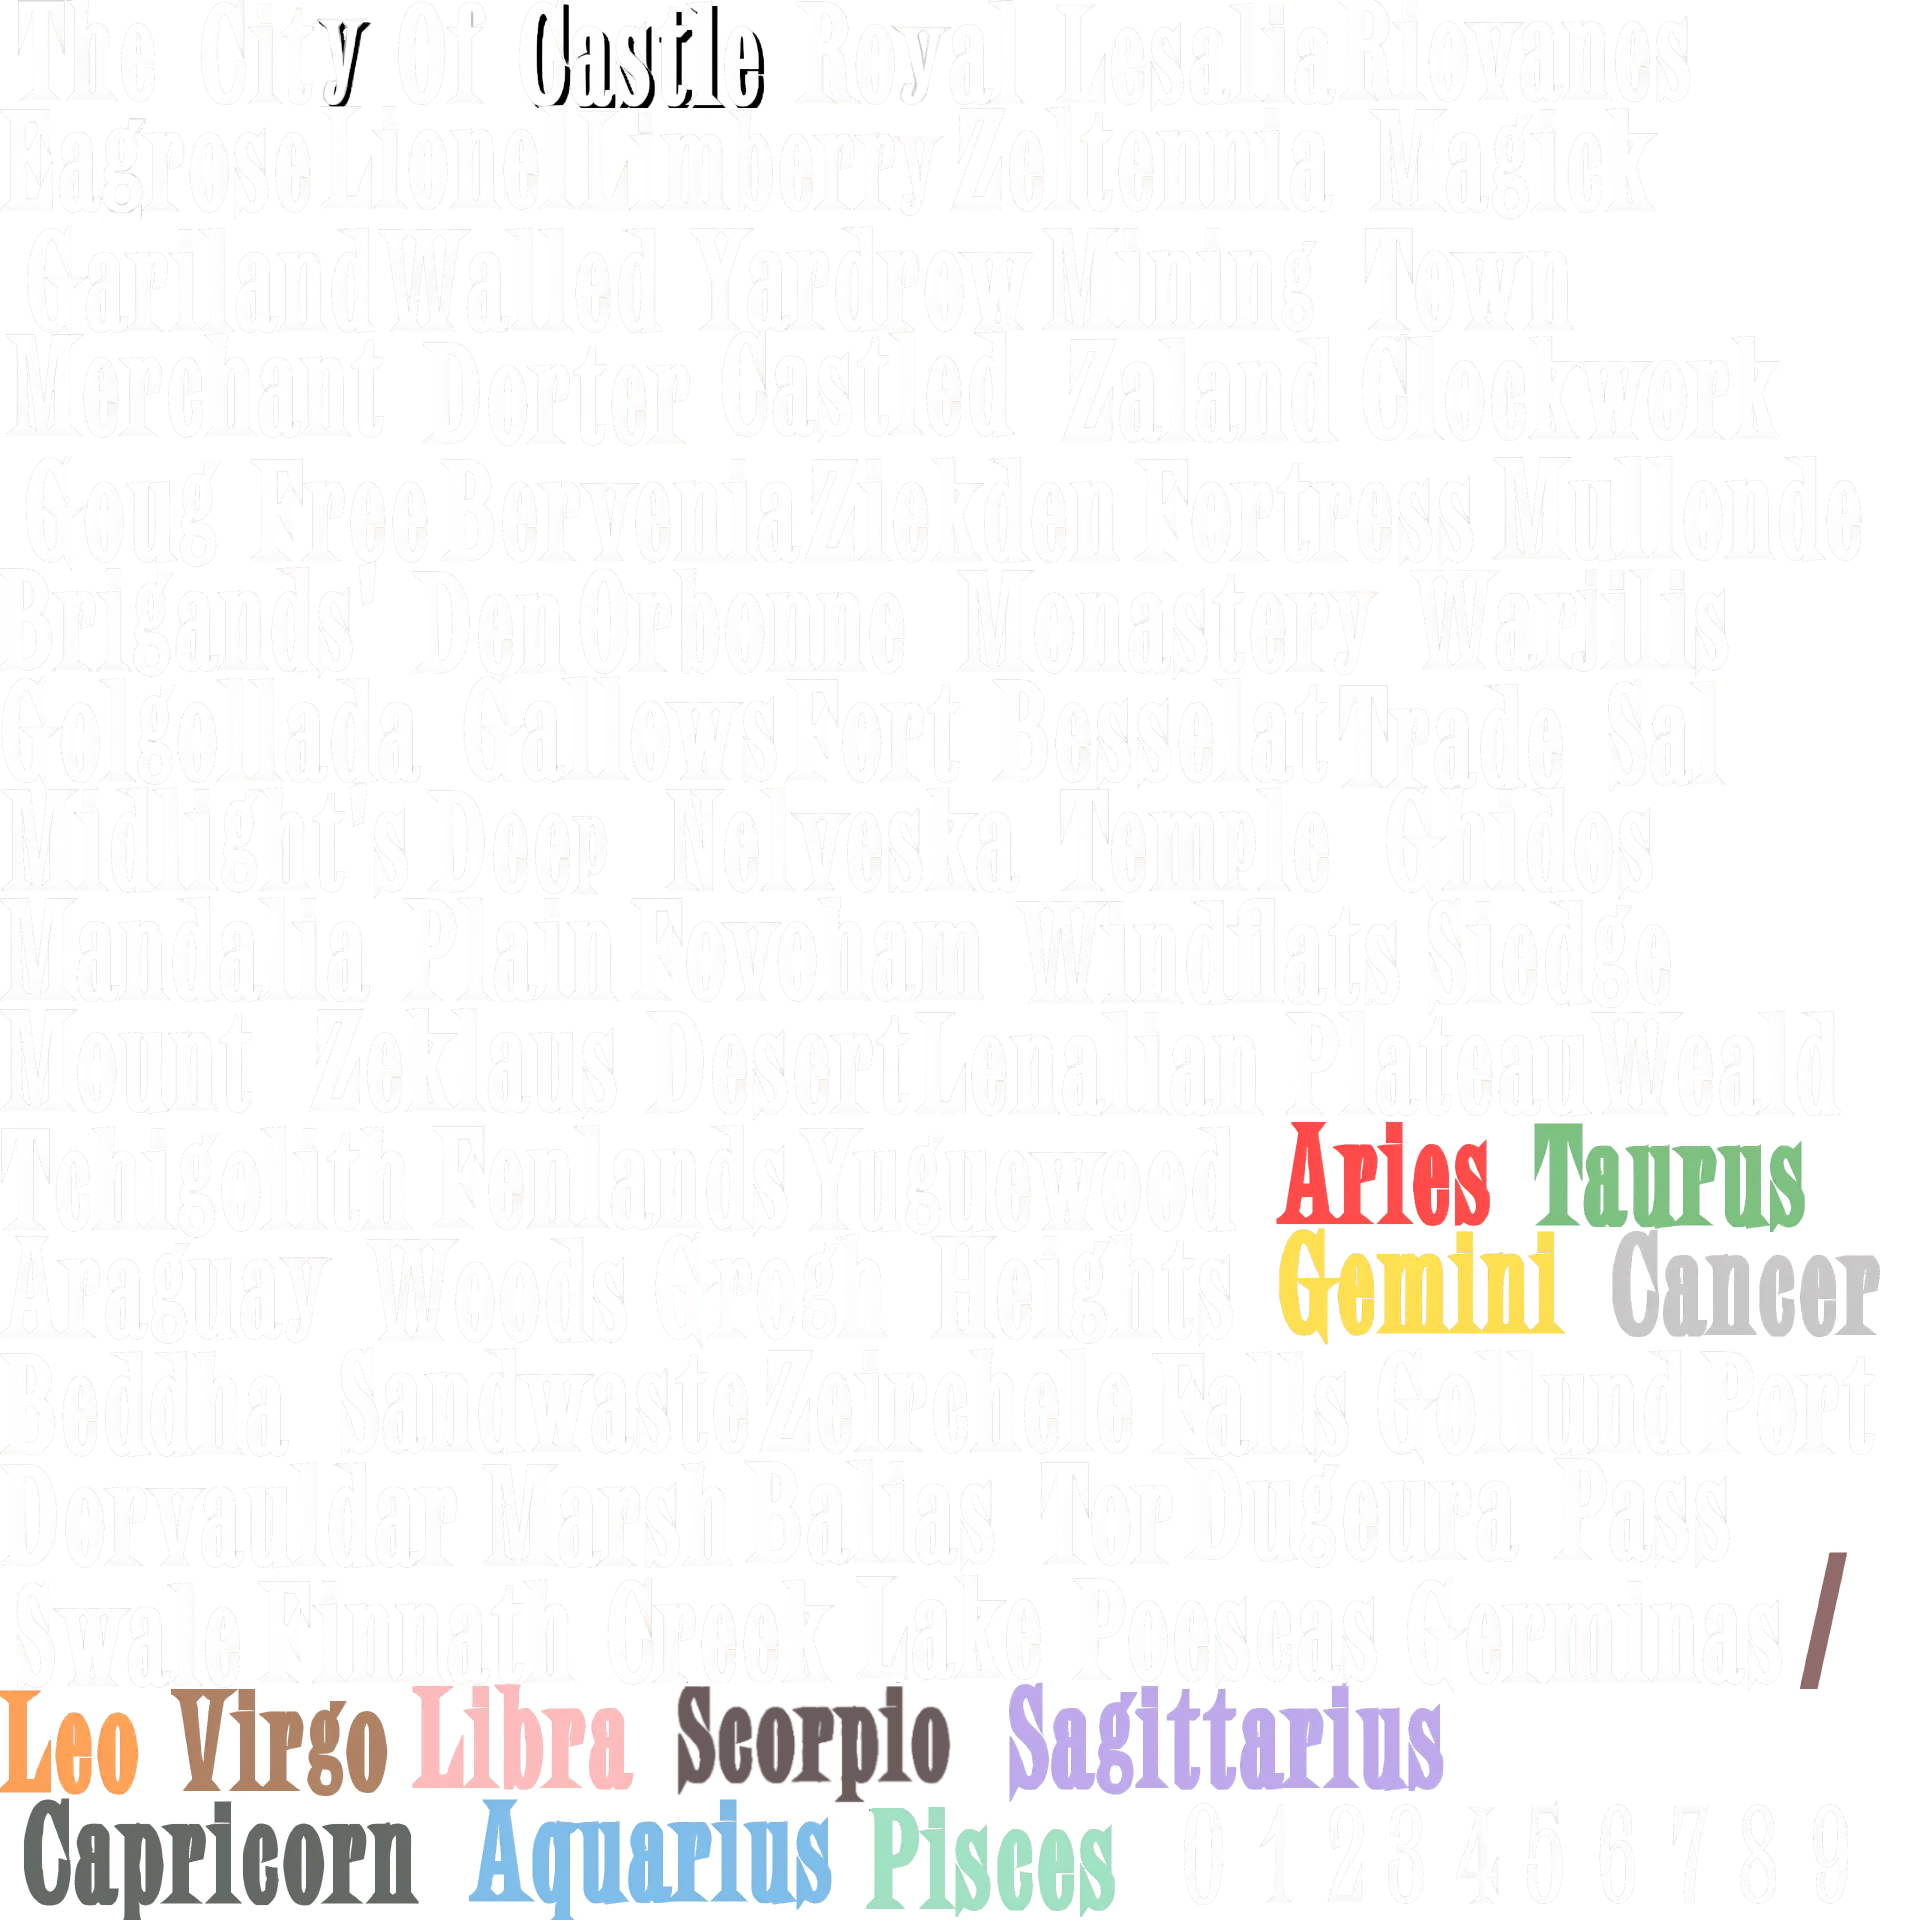 The City Of Castle Royal Lesalia Riovanes
Eagrose Lionel Limberry Zeltennia Magick
Gariland Walled Yardrow Mining Town
Merchant Dorter Castled Zaland Clockwork
Goug Free Bervenia Ziekden Fortress Mullonde
Brigands' Den Orbonne Monastery Warjilis
Golgollada Gallows Fort Besselat Trade Sal
Midlight's Deep Nelveska Temple Ghidos
Mandalia Plain Fovoham Windflats Siedge
Mount Zeklaus Desert Lenalian Plateau Weald
Tchigolith Fenlands Yuguewood Aries Taurus
Araguay Woods Grogh Heights Gemini Cancer
Beddha Sandwaste Zeirchele Falls Gollund Port
Dorvauldar Marsh Balias Tor Dugeura Pass
Swale Finnath Creek Lake Poescas Germinas /
Leo Virgo Libra Scorpio Sagittarius
Capricorn Aquarius Pisces 0 1 2 3 4 5 6 7 8 9